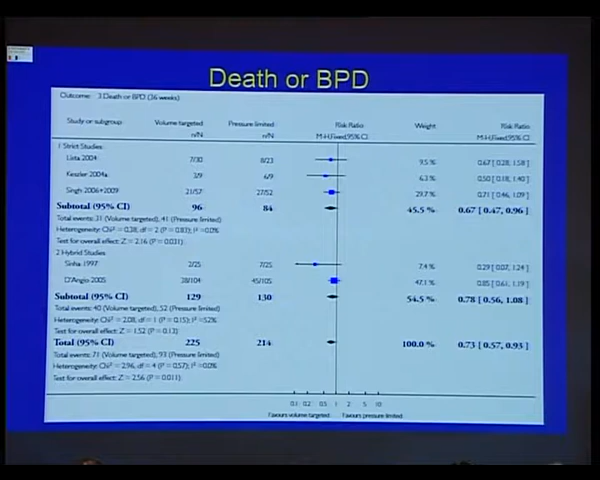 Death or BPD
Outcome: 3 Death or BPD (36 weeks)
Study or subgroup Volume targeted Pressure limited Risk Ratio Weight Risk Ratio
n/N n/N M-H,Fixed,95% CI M-H,Fixed,95% CI
1 Strict Studies
Lista 2004 7/30 8/23 9.5 % 0.67 [ 0.28, 1.58 ]
Keszler 2004a 3/9 6/9 6.3 % 0.50 [ 0.18, 1.40 ]
Singh 2006+2009 21/57 27/52 29.7 % 0.71 [ 0.46, 1.09 ]
Subtotal (95% CI) 96 84 45.5 % 0.67 [ 0.47, 0.96 ]
Total events: 31 (Volume targeted), 41 (Pressure limited)
Heterogeneity: Chi² = 0.38, df = 2 (P = 0.83); I² =0.0%
Test for overall effect: Z = 2.16 (P = 0.031)
2 Hybrid Studies
Sinha 1997 2/25 7/25 7.4 % 0.29 [ 0.07, 1.24 ]
D'Angio 2005 38/104 45/105 47.1 % 0.85 [ 0.61, 1.19 ]
Subtotal (95% CI) 129 130 54.5 % 0.78 [ 0.56, 1.08 ]
Total events: 40 (Volume targeted), 52 (Pressure limited)
Heterogeneity: Chi² = 2.08, df = 1 (P = 0.15); I² =52%
Test for overall effect: Z = 1.52 (P = 0.13)
Total (95% CI) 225 214 100.0 % 0.73 [ 0.57, 0.93 ]
Total events: 71 (Volume targeted), 93 (Pressure limited)
Heterogeneity: Chi² = 2.96, df = 4 (P = 0.57); I² =0.0%
Test for overall effect: Z = 2.56 (P = 0.011)
0.1 0.2 0.5 1 2 5 10
Favours volume targeted Favours pressure limited